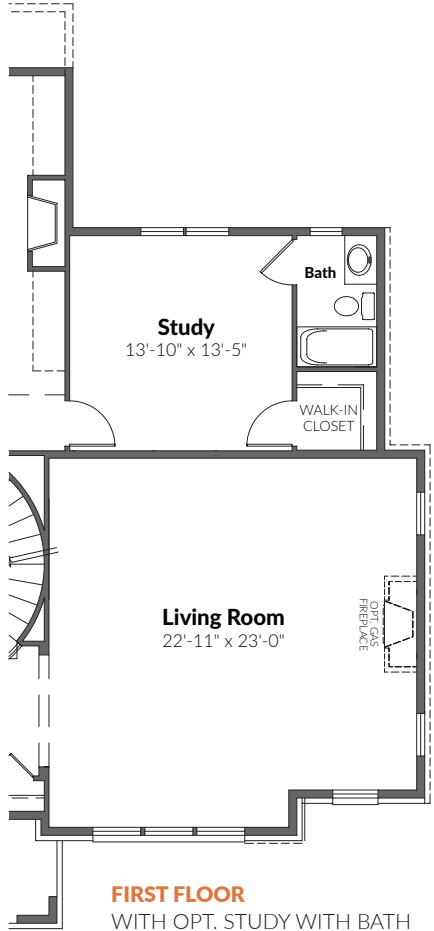 Bath
Study
13'-10" x 13'-5"
WALK-IN
CLOSET
Living Room
22'-11" x 23'-0"
OPT. GAS
FIREPLACE
FIRST FLOOR
WITH OPT. STUDY WITH BATH